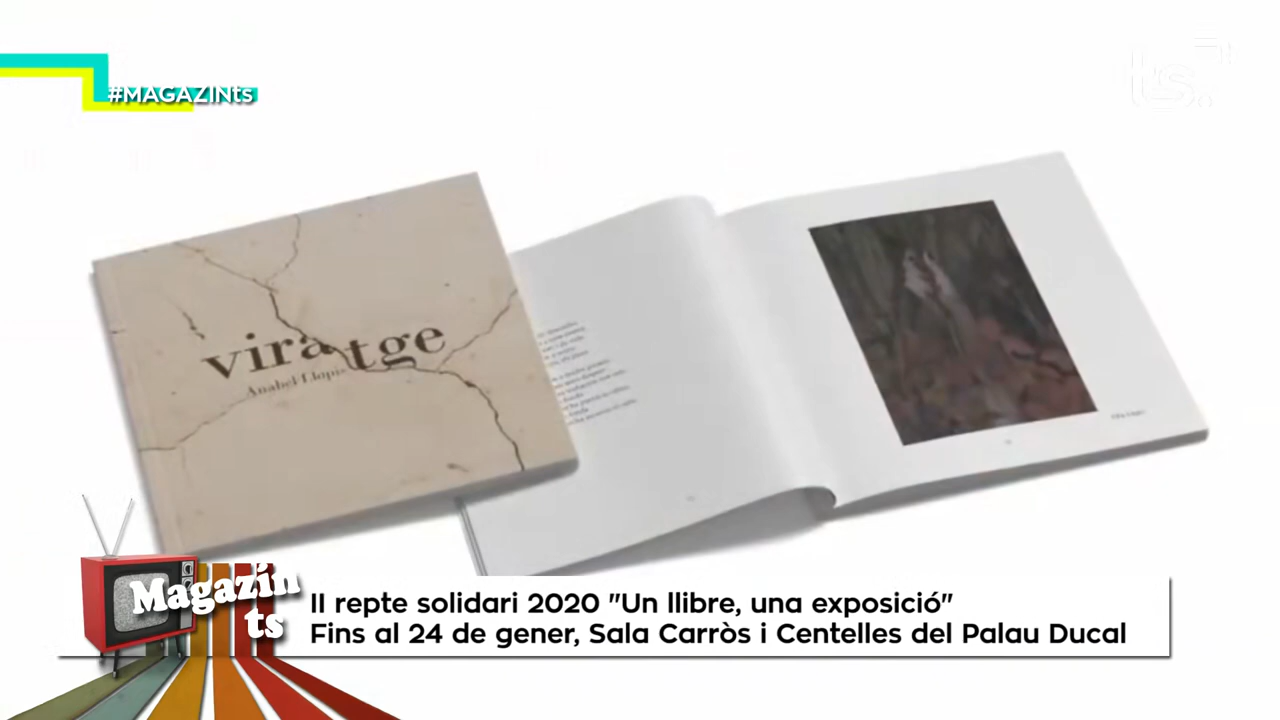 #MAGAZINts
ts.
viratge
Anabel Llopis
Magazin
ts
II repte solidari 2020 "Un llibre, una exposició"
Fins al 24 de gener, Sala Carròs i Centelles del Palau Ducal